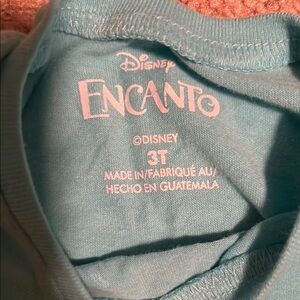 Disney
ENCANTO
©DISNEY
3T
MADE IN/FABRIQUÉ AU/
HECHO EN GUATEMALA